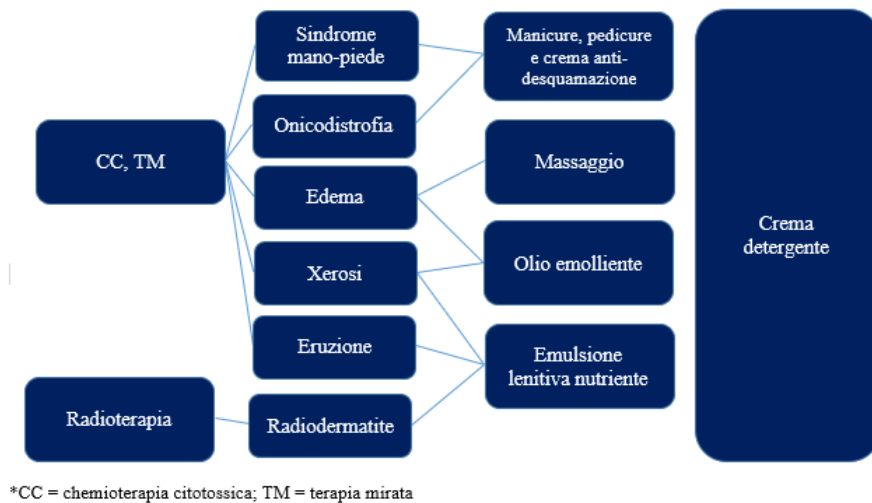 Sindrome
mano-piede
Manicure, pedicure
e crema anti-
desquamazione
Onicodistrofia
CC, TM
Massaggio
Edema
Crema
detergente
Olio emolliente
Xerosi
Eruzione
Emulsione
lenitiva nutriente
Radioterapia
Radiodermatite
*CC = chemioterapia citotossica; TM = terapia mirata